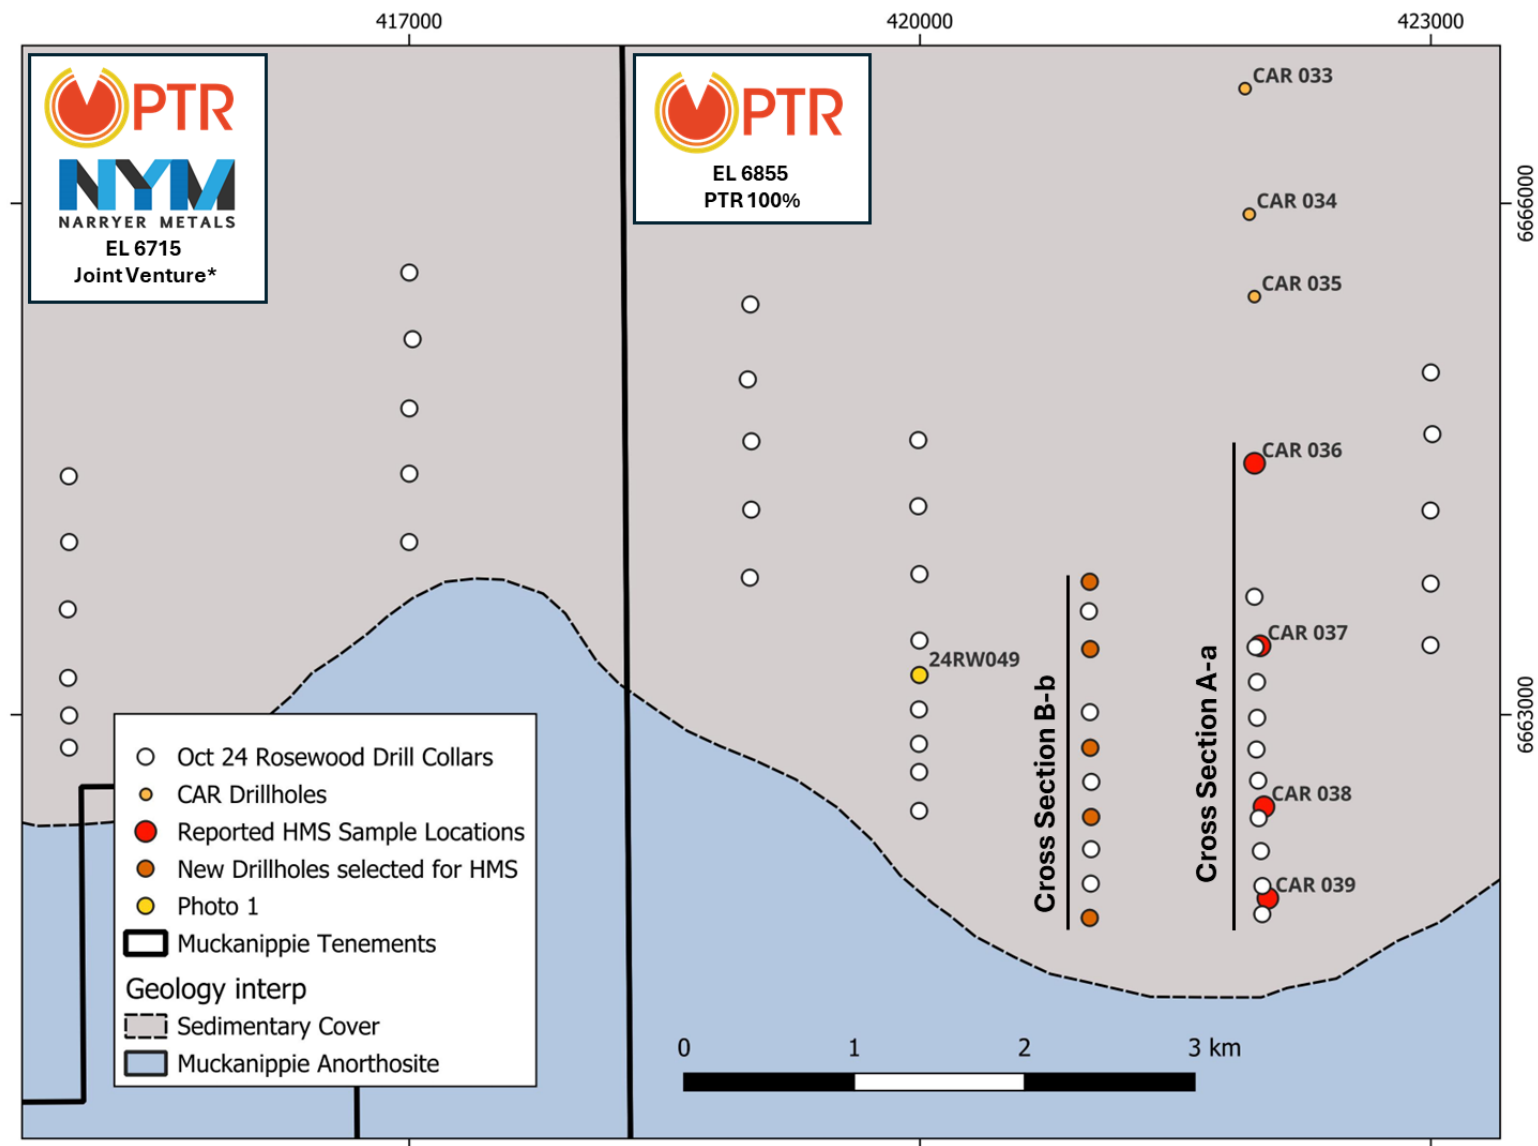 417000
420000
423000
PTR
NYM
NARRYER METALS
EL 6715
Joint Venture*
PTR
EL 6855
PTR 100%
CAR 033
CAR 034
CAR 035
CAR 036
CAR 037
CAR 038
CAR 039
24RW049
6666000
6663000
Cross Section B-b
Cross Section A-a
Oct 24 Rosewood Drill Collars
CAR Drillholes
Reported HMS Sample Locations
New Drillholes selected for HMS
Photo 1
Muckanippie Tenements
Geology interp
Sedimentary Cover
Muckanippie Anorthosite
0 1 2 3 km